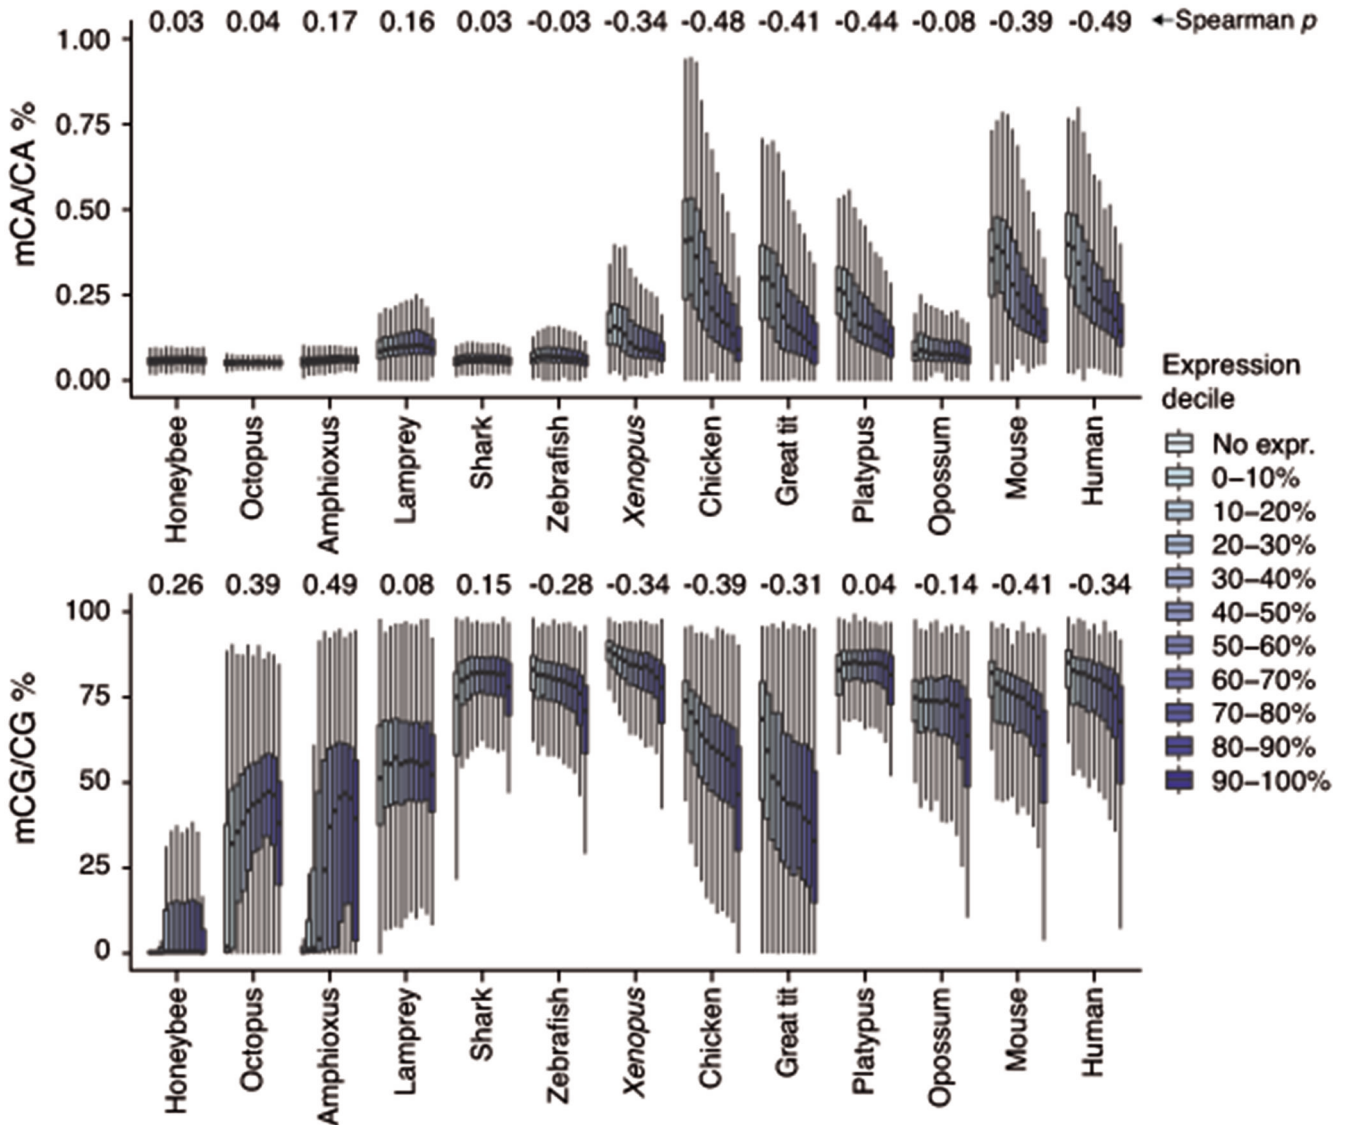 0.03 0.04 0.17 0.16 0.03 -0.03 -0.34 -0.48 -0.41 -0.44 -0.08 -0.39 -0.49 ←Spearman p
mCA/CA %
1.00
0.75
0.50
0.25
0.00
Honeybee Octopus Amphioxus Lamprey Shark Zebrafish Xenopus Chicken Great tit Platypus Opossum Mouse Human
0.26 0.39 0.49 0.08 0.15 -0.28 -0.34 -0.39 -0.31 0.04 -0.14 -0.41 -0.34
mCG/CG %
100
75
50
25
0
Honeybee Octopus Amphioxus Lamprey Shark Zebrafish Xenopus Chicken Great tit Platypus Opossum Mouse Human
Expression
decile
No expr.
0–10%
10–20%
20–30%
30–40%
40–50%
50–60%
60–70%
70–80%
80–90%
90–100%